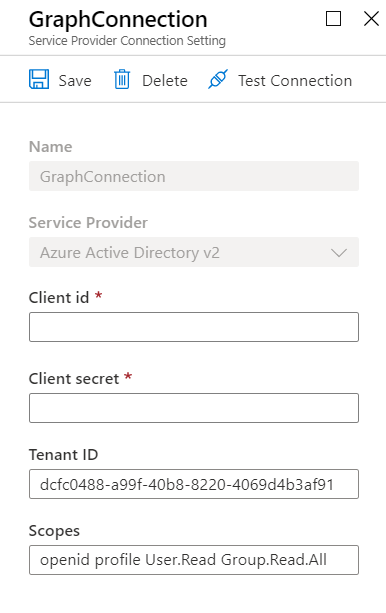 GraphConnection
Service Provider Connection Setting
Save Delete Test Connection
Name
GraphConnection
Service Provider
Azure Active Directory v2
Client id *
Client secret *
Tenant ID
dcfc0488-a99f-40b8-8220-4069d4b3af91
Scopes
openid profile User.Read Group.Read.All